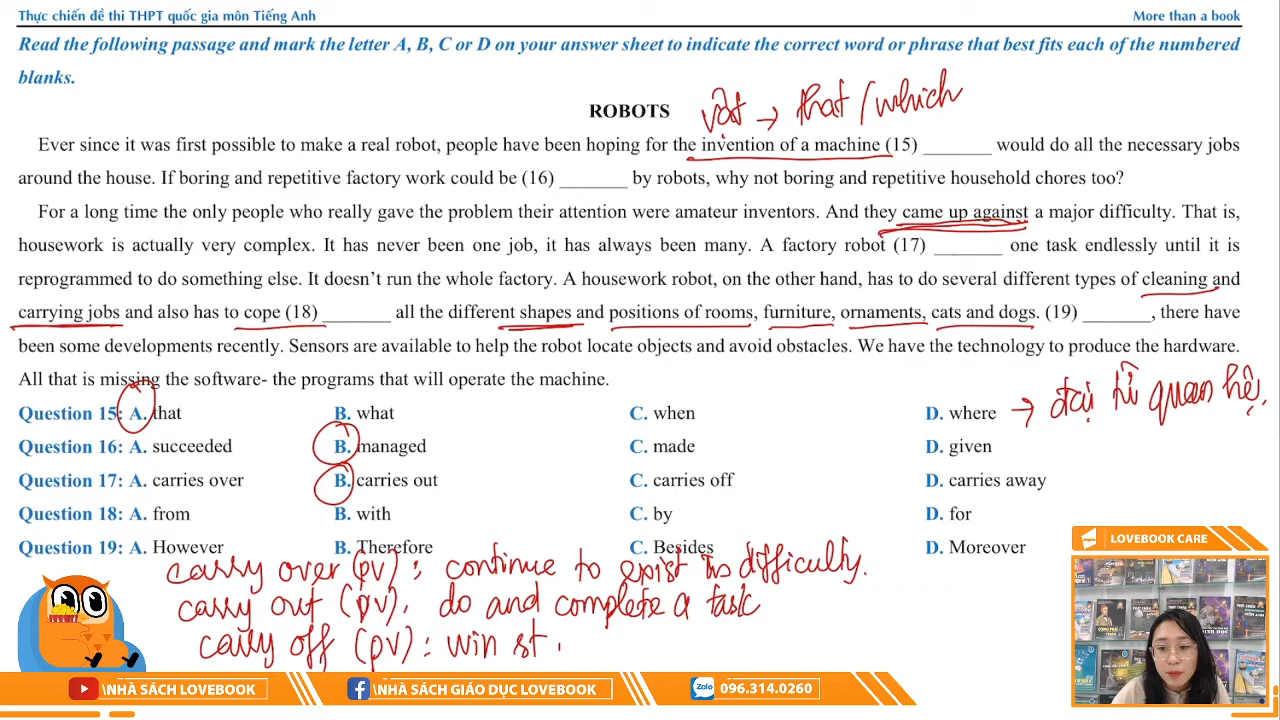 Thực chiến đề thi THPT quốc gia môn Tiếng Anh
More than a book
Read the following passage and mark the letter A, B, C or D on your answer sheet to indicate the correct word or phrase that best fits each of the numbered
blanks.
ROBOTS
vật → that / which
Ever since it was first possible to make a real robot, people have been hoping for the invention of a machine (15) _______ would do all the necessary jobs
around the house. If boring and repetitive factory work could be (16) _______ by robots, why not boring and repetitive household chores too?
For a long time the only people who really gave the problem their attention were amateur inventors. And they came up against a major difficulty. That is,
housework is actually very complex. It has never been one job, it has always been many. A factory robot (17) _______ one task endlessly until it is
reprogrammed to do something else. It doesn’t run the whole factory. A housework robot, on the other hand, has to do several different types of cleaning and
carrying jobs and also has to cope (18) _______ all the different shapes and positions of rooms, furniture, ornaments, cats and dogs. (19) _______, there have
been some developments recently. Sensors are available to help the robot locate objects and avoid obstacles. We have the technology to produce the hardware.
All that is missing the software- the programs that will operate the machine.
Question 15: A. that B. what C. when D. where → đại từ quan hệ.
Question 16: A. succeeded B. managed C. made D. given
Question 17: A. carries over B. carries out C. carries off D. carries away
Question 18: A. from B. with C. by D. for
Question 19: A. However B. Therefore C. Besides D. Moreover
carry over (pv) : continue to exist in difficulty.
carry out (pv). do and complete a task
carry off (pv) : win st .
LOVEBOOK CARE
NHÀ SÁCH LOVEBOOK
NHÀ SÁCH GIÁO DỤC LOVEBOOK
Zalo 096.314.0260